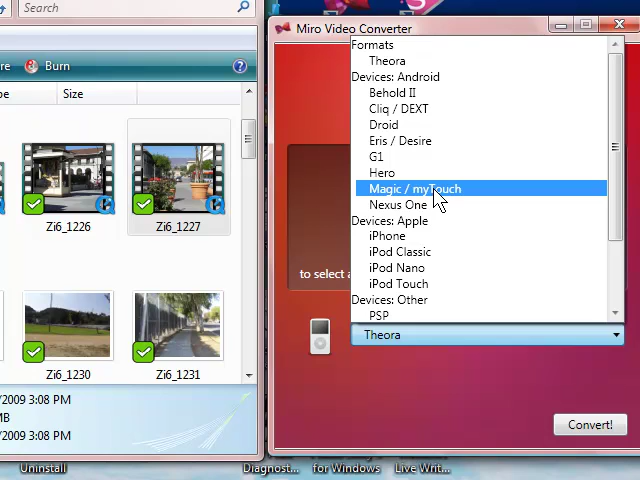 Search
re
Burn
pe
Size
Zi6_1226
Zi6_1227
Zi6_1230
Zi6_1231
/2009 3:08 PM
MB
/2009 3:08 PM
Miro Video Converter
Formats
Theora
Devices: Android
Behold II
Cliq / DEXT
Droid
Eris / Desire
G1
Hero
Magic / myTouch
Nexus One
Devices: Apple
iPhone
iPod Classic
iPod Nano
iPod Touch
Devices: Other
PSP
to select a
Theora
Convert!
Uninstall
Diagnost...
for Windows
Live Writ...